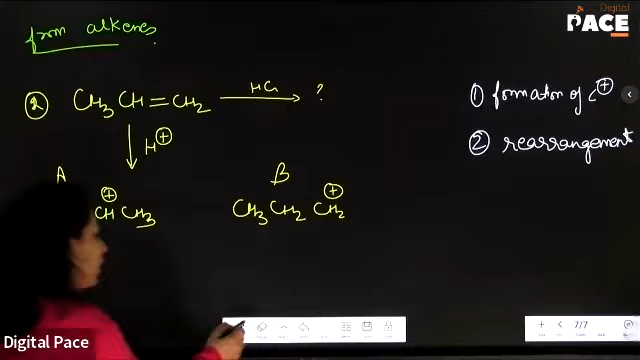 Digital
PACE
from alkenes
② CH₃ CH=CH₂ HCl ?
H⊕
① formation of C⊕
② rearrangement
A
B
⊕
CH CH₃
⊕
CH₃ CH₂ CH₂
7/7
Digital Pace